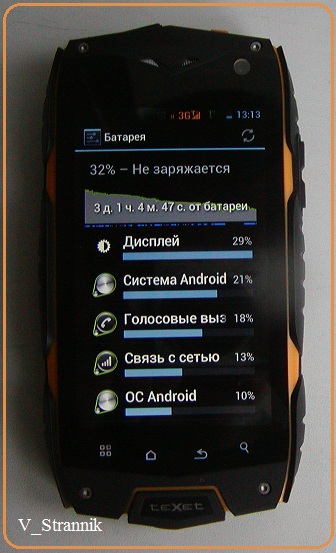 3G 13:13
Батарея
32% – Не заряжается
3 д. 1 ч. 4 м. 47 с. от батареи
Дисплей 29%
Система Android 21%
Голосовые выз 18%
Связь с сетью 13%
ОС Android 10%
teXet
V_Strannik